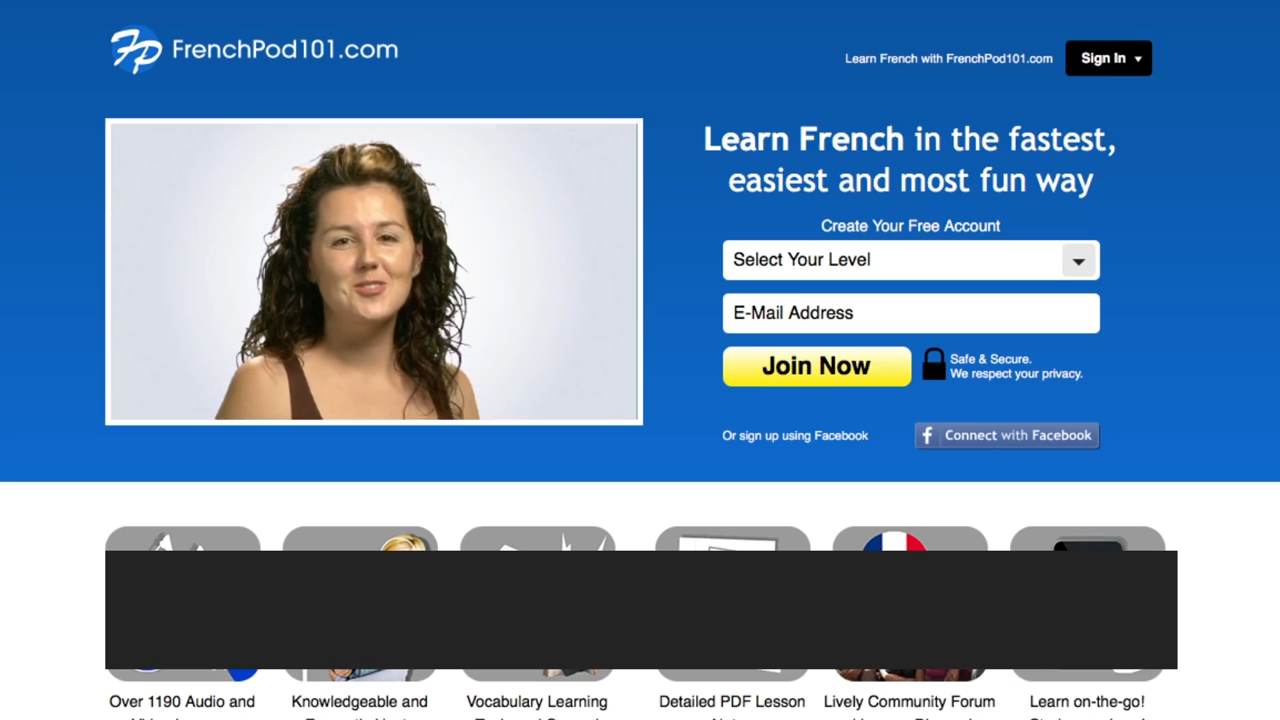 FrenchPod101.com
Learn French with FrenchPod101.com
Sign In
Learn French in the fastest,
easiest and most fun way
Create Your Free Account
Select Your Level
E-Mail Address
Join Now
Safe & Secure.
We respect your privacy.
Or sign up using Facebook
Connect with Facebook
Over 1190 Audio and
Knowledgeable and
Vocabulary Learning
Detailed PDF Lesson
Lively Community Forum
Learn on-the-go!